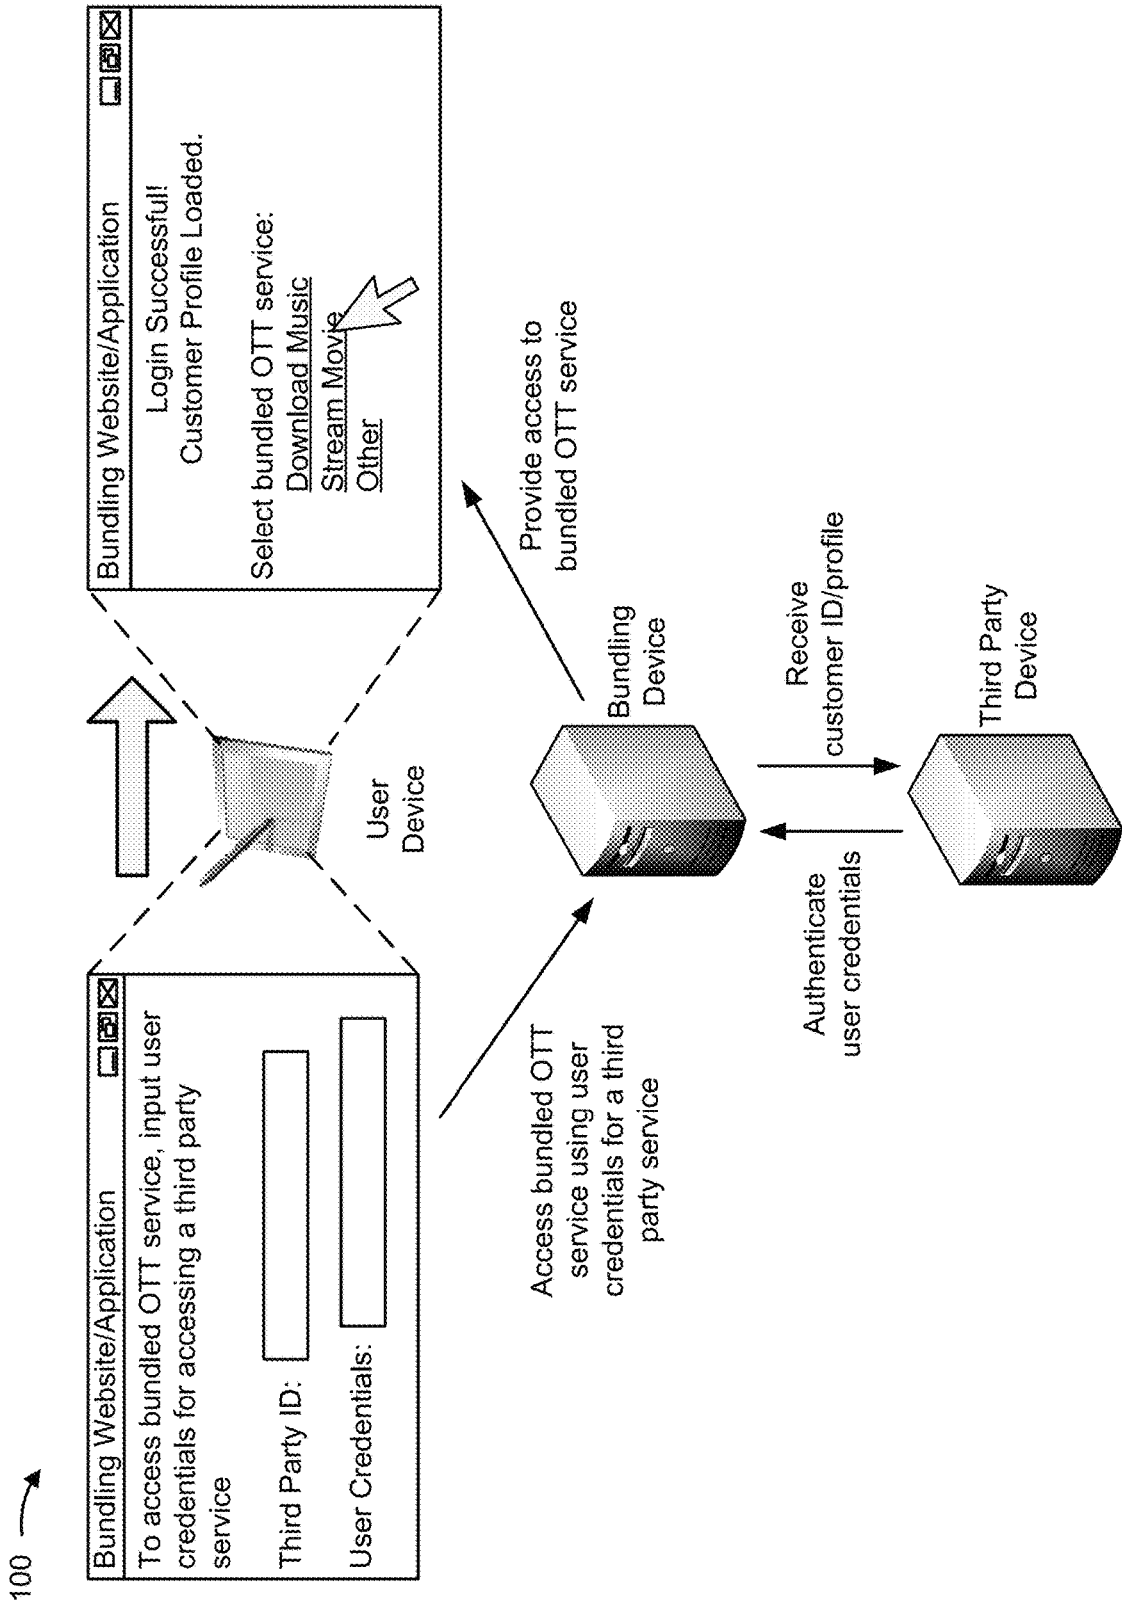 100
Bundling Website/Application
To access bundled OTT service, input user
credentials for accessing a third party
service
Third Party ID:
User Credentials:
Bundling Website/Application
Login Successful!
Customer Profile Loaded.
Select bundled OTT service:
Download Music
Stream Movie
Other
User
Device
Access bundled OTT
service using user
credentials for a third
party service
Bundling
Device
Provide access to
bundled OTT service
Authenticate
user credentials
Receive
customer ID/profile
Third Party
Device